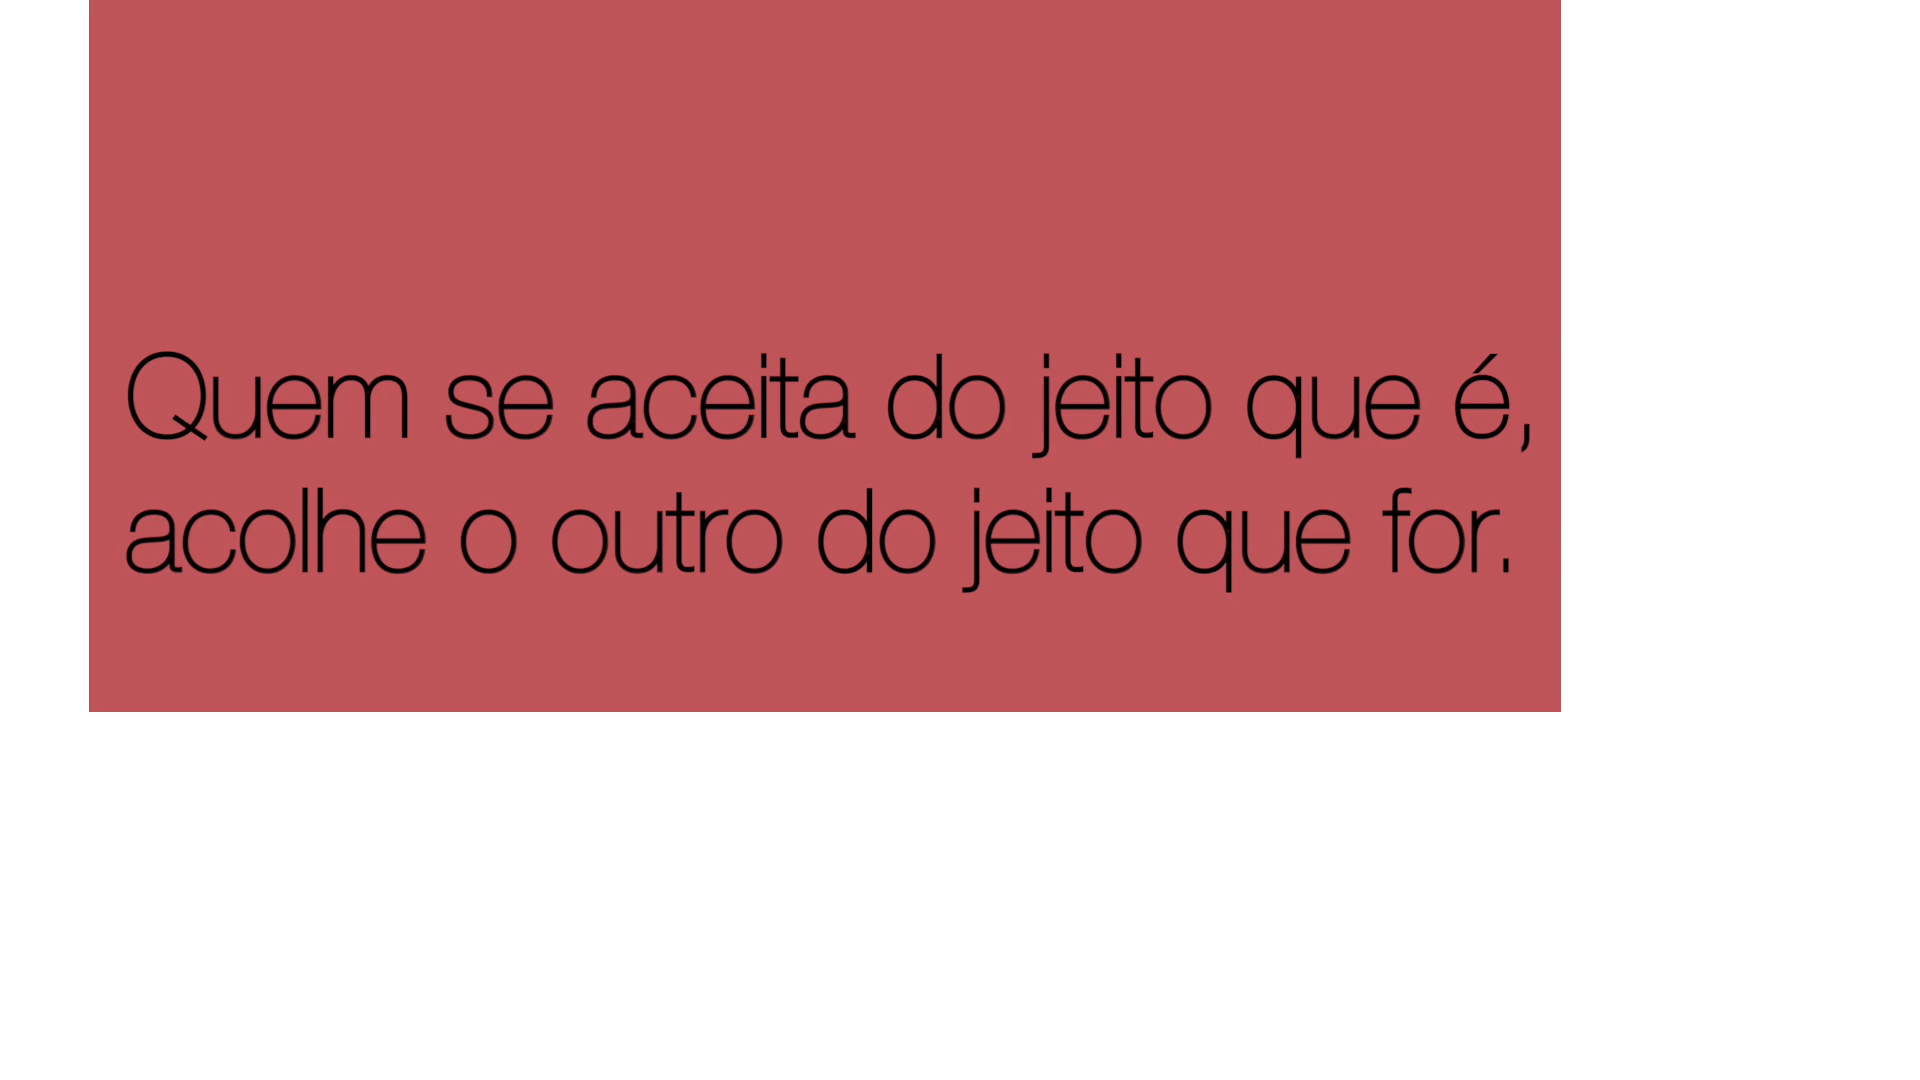 Quem se aceita do jeito que é,
acolhe o outro do jeito que for.